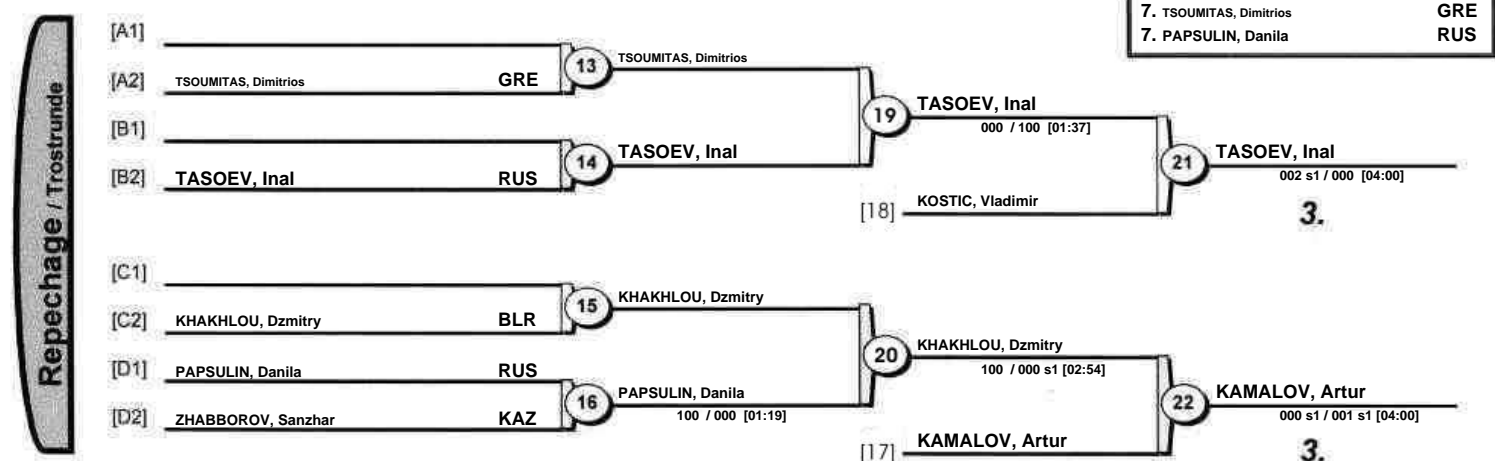 7. TSOUMITAS, Dimitrios GRE
7. PAPSULIN, Danila RUS
Repechage / Trostrunde
[A1]
[A2] TSOUMITAS, Dimitrios GRE
13 TSOUMITAS, Dimitrios
[B1]
[B2] TASOEV, Inal RUS
14 TASOEV, Inal
19 TASOEV, Inal
000 / 100 [01:37]
[18] KOSTIC, Vladimir
21 TASOEV, Inal
002 s1 / 000 [04:00]
3.
[C1]
[C2] KHAKHLOU, Dzmitry BLR
15 KHAKHLOU, Dzmitry
[D1] PAPSULIN, Danila RUS
[D2] ZHABBOROV, Sanzhar KAZ
16 PAPSULIN, Danila
100 / 000 [01:19]
20 KHAKHLOU, Dzmitry
100 / 000 s1 [02:54]
[17] KAMALOV, Artur
22 KAMALOV, Artur
000 s1 / 001 s1 [04:00]
3.